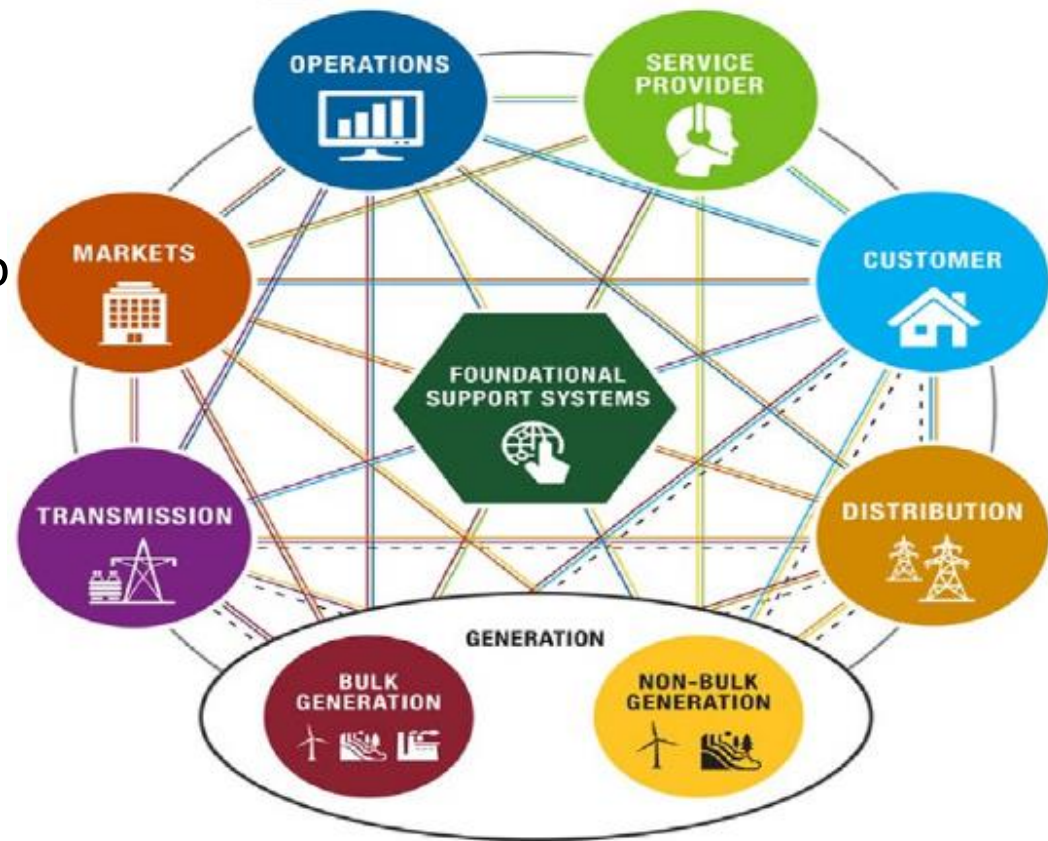 OPERATIONS
SERVICE
PROVIDER
MARKETS
CUSTOMER
FOUNDATIONAL
SUPPORT SYSTEMS
TRANSMISSION
DISTRIBUTION
GENERATION
BULK
GENERATION
NON-BULK
GENERATION